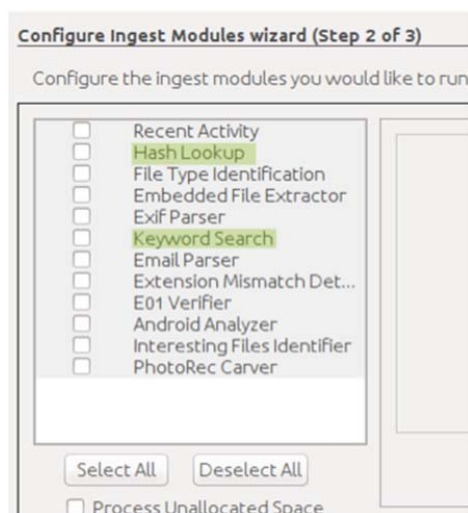 Configure Ingest Modules wizard (Step 2 of 3)
Configure the ingest modules you would like to run
Recent Activity
Hash Lookup
File Type Identification
Embedded File Extractor
Exif Parser
Keyword Search
Email Parser
Extension Mismatch Det...
E01 Verifier
Android Analyzer
Interesting Files Identifier
PhotoRec Carver
Select All Deselect All
Process Unallocated Space